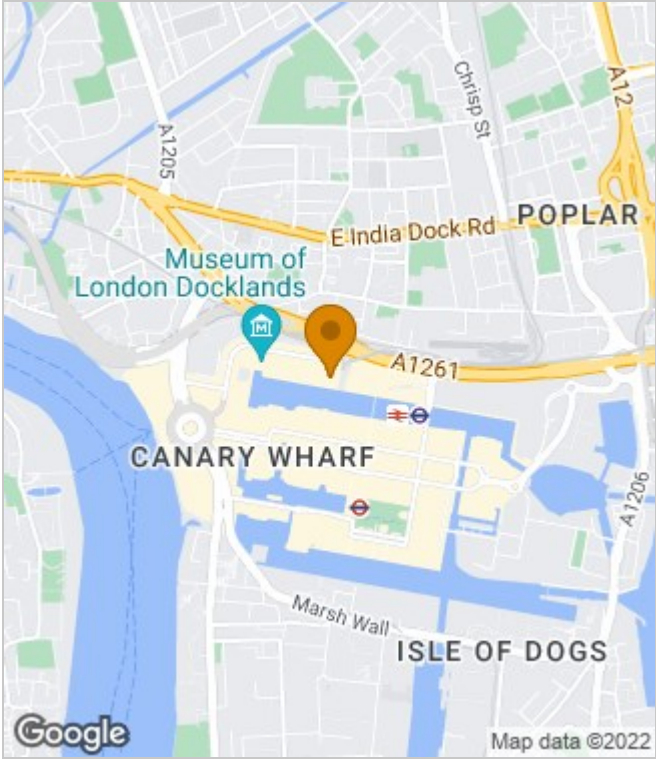 Chrisp St
A12
A1205
POPLAR
E India Dock Rd
Museum of
London Docklands
M
A1261
CANARY WHARF
A1206
Marsh Wall
ISLE OF DOGS
Google
Map data ©2022